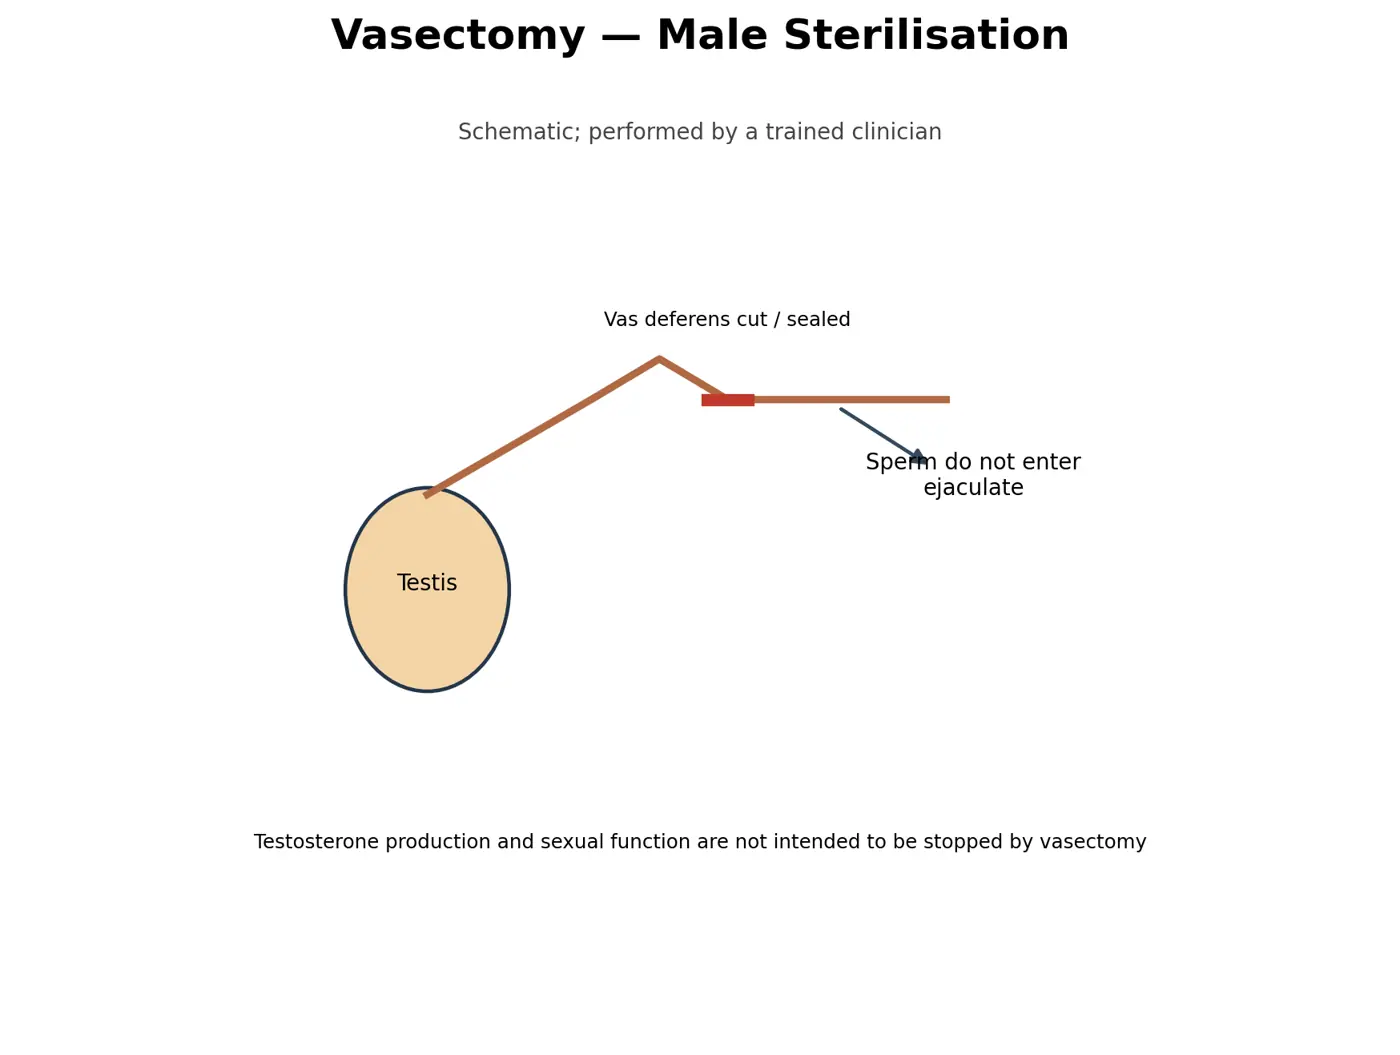 Vasectomy — Male Sterilisation
Schematic; performed by a trained clinician
Vas deferens cut / sealed
Sperm do not enter
ejaculate
Testis
Testosterone production and sexual function are not intended to be stopped by vasectomy